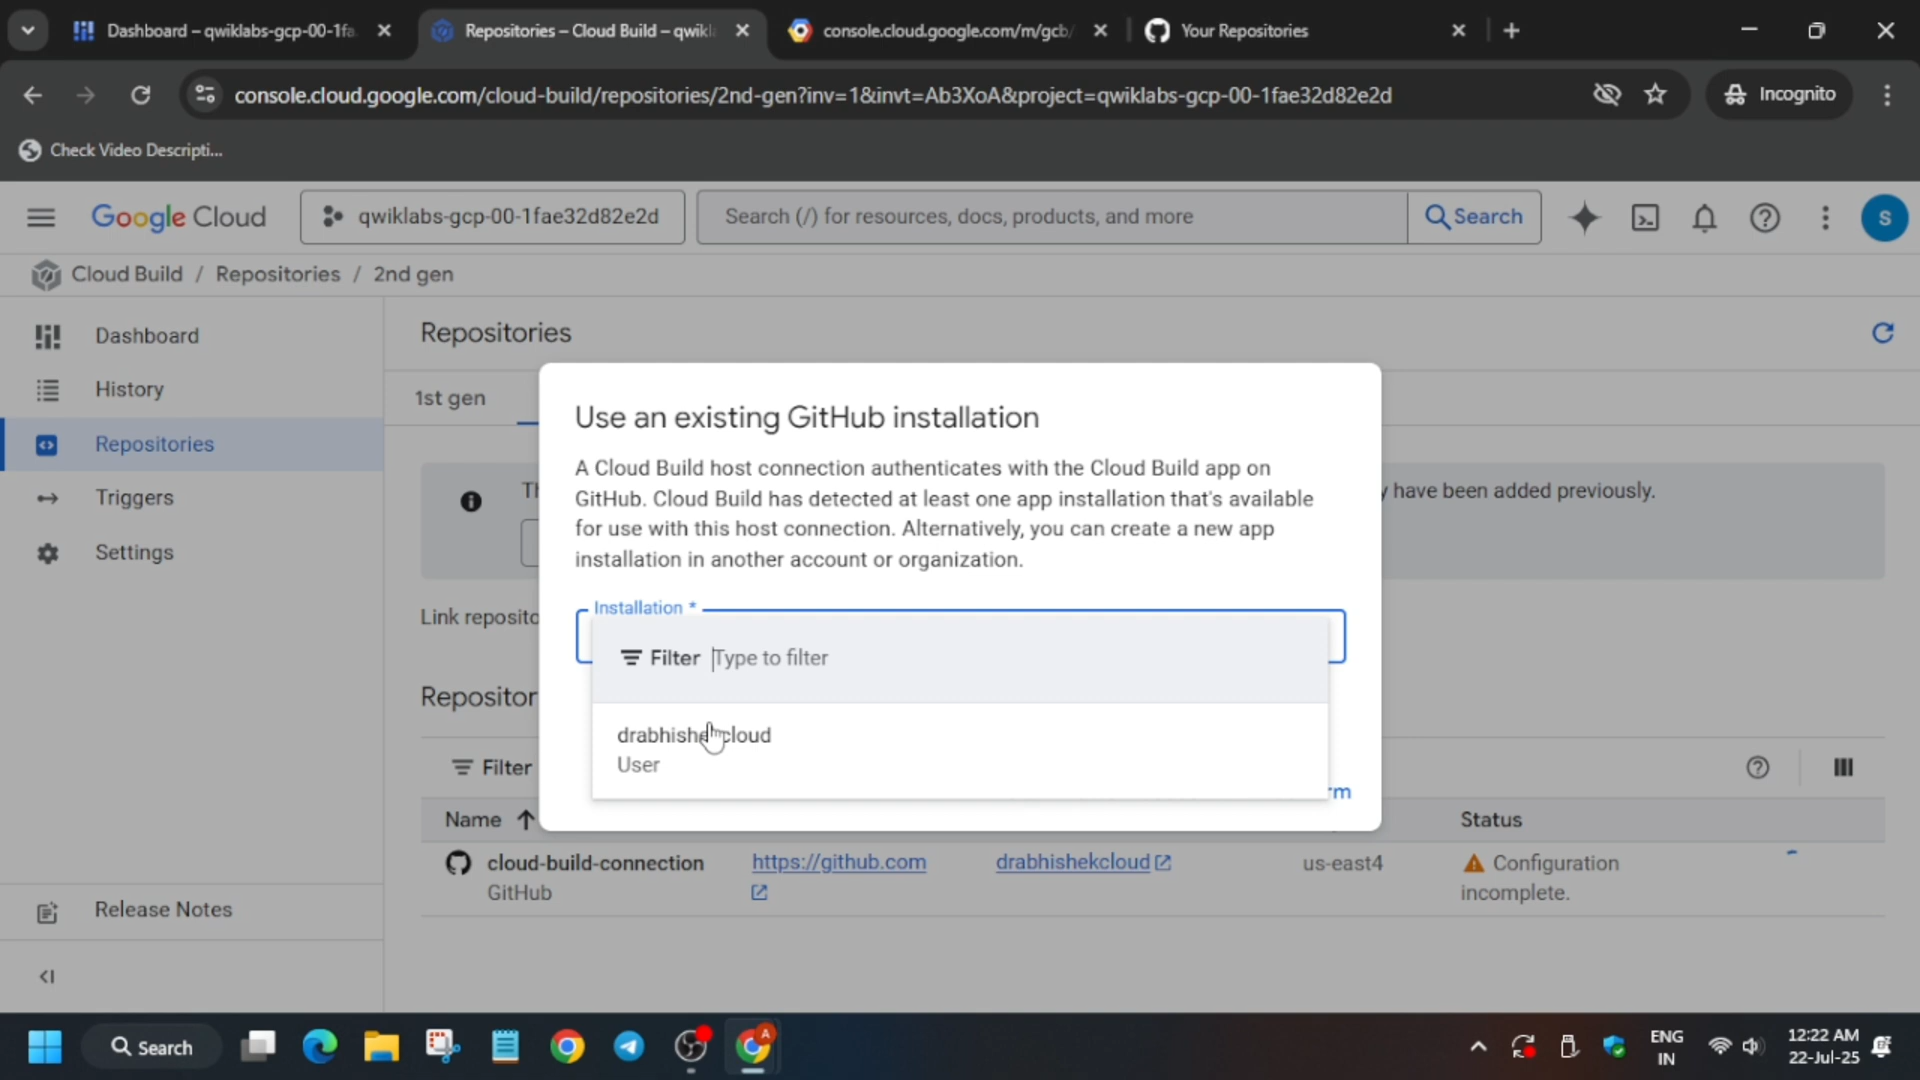 Dashboard – qwiklabs-gcp-00-1fa
Repositories – Cloud Build – qwikl
console.cloud.google.com/m/gcb/
Your Repositories
console.cloud.google.com/cloud-build/repositories/2nd-gen?inv=1&invt=Ab3XoA&project=qwiklabs-gcp-00-1fae32d82e2d
Incognito
Check Video Descripti...
Google Cloud
qwiklabs-gcp-00-1fae32d82e2d
Search (/) for resources, docs, products, and more
Search
S
Cloud Build / Repositories / 2nd gen
Dashboard
History
Repositories
Triggers
Settings
Release Notes
Repositories
1st gen
have been added previously.
Link reposito
Repositor
Use an existing GitHub installation
A Cloud Build host connection authenticates with the Cloud Build app on
GitHub. Cloud Build has detected at least one app installation that's available
for use with this host connection. Alternatively, you can create a new app
installation in another account or organization.
Installation *
Filter Type to filter
User
Filter
Name
Status
cloud-build-connection
GitHub
https://github.com
drabhishekcloud
us-east4
Configuration
incomplete.
Search
A
ENG
IN
12:22 AM
22-Jul-25